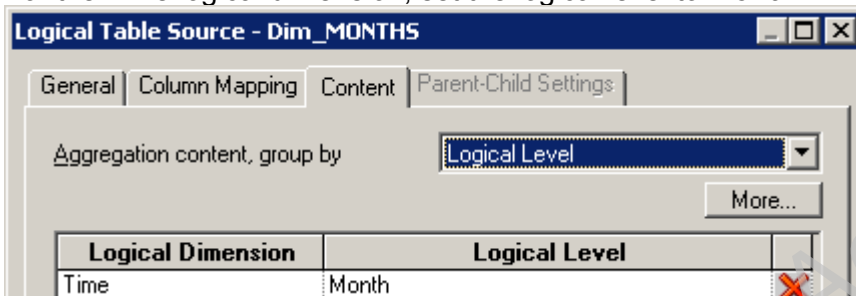 Logical Table Source - Dim_MONTHS
General Column Mapping Content Parent-Child Settings
Aggregation content, group by Logical Level
More...
Logical Dimension Logical Level
Time Month